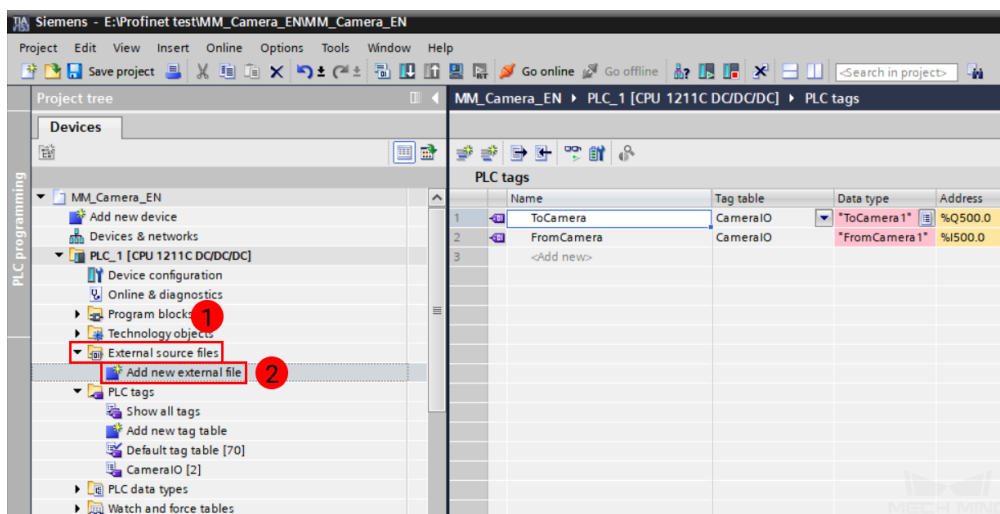 Siemens - E:\Profinet test\MM_Camera_EN\MM_Camera_EN
Project Edit View Insert Online Options Tools Window Help
Save project Go online Go offline <Search in project>
Project tree
MM_Camera_EN ▸ PLC_1 [CPU 1211C DC/DC/DC] ▸ PLC tags
Devices
PLC programming
PLC tags
Name Tag table Data type Address
1 ToCamera CameraIO "ToCamera1" %Q500.0
2 FromCamera CameraIO "FromCamera1" %I500.0
3 <Add new>
MM_Camera_EN
Add new device
Devices & networks
PLC_1 [CPU 1211C DC/DC/DC]
Device configuration
Online & diagnostics
Program blocks
1
Technology objects
External source files
Add new external file
2
PLC tags
Show all tags
Add new tag table
Default tag table [70]
CameraIO [2]
PLC data types
Watch and force tables
MECH MIND